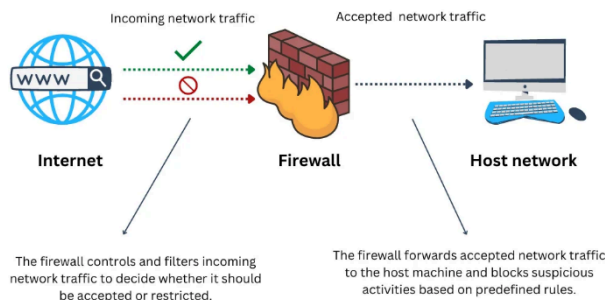 Incoming network traffic
Accepted network traffic
WWW
Internet
Firewall
Host network
The firewall controls and filters incoming
network traffic to decide whether it should
be accepted or restricted.
The firewall forwards accepted network traffic
to the host machine and blocks suspicious
activities based on predefined rules.